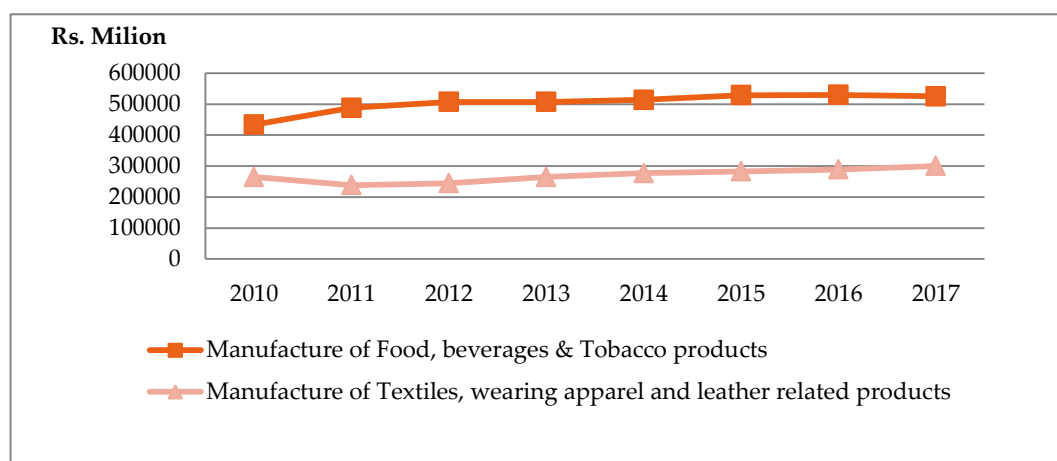 Rs. Milion
600000
500000
400000
300000
200000
100000
0
2010 2011 2012 2013 2014 2015 2016 2017
Manufacture of Food, beverages & Tobacco products
Manufacture of Textiles, wearing apparel and leather related products